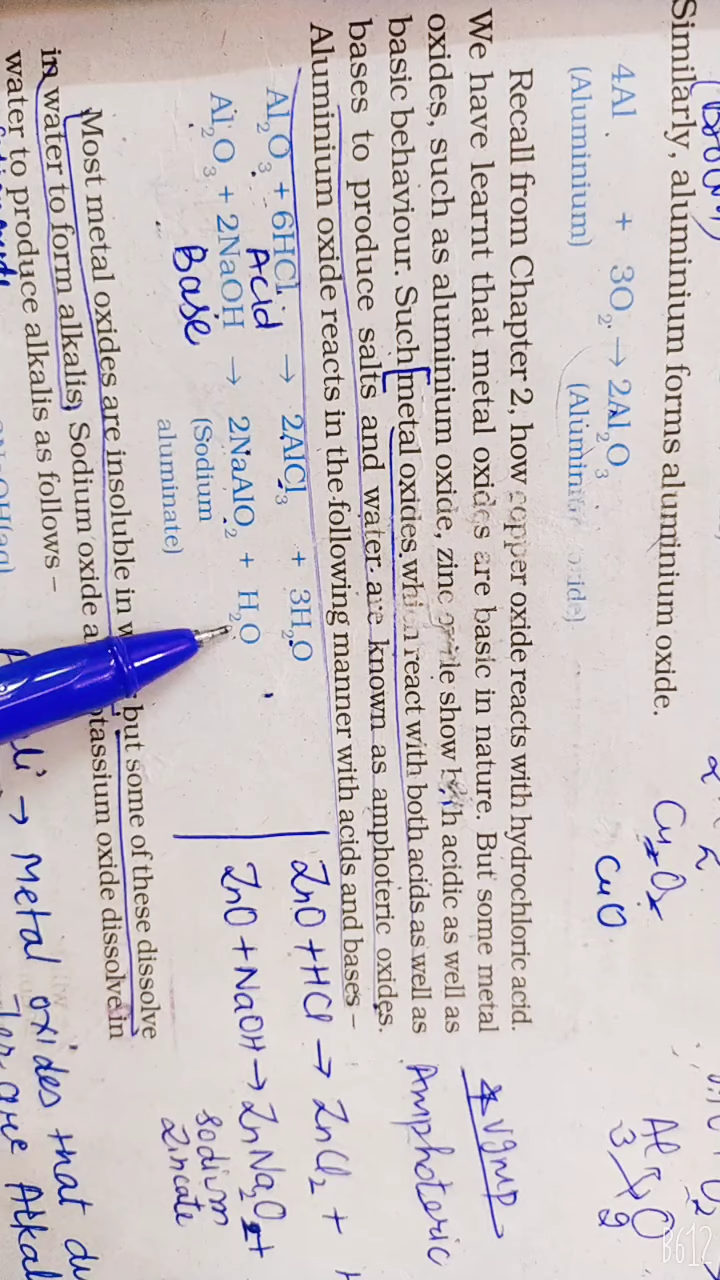 Similarly, aluminium forms aluminium oxide.
4Al + 3O₂ → 2Al₂O₃
(Aluminium) (Aluminium oxide)
Cu₂Oₓ
CuO
Al O
3 2
Recall from Chapter 2, how copper oxide reacts with hydrochloric acid.
We have learnt that metal oxides are basic in nature. But some metal
oxides, such as aluminium oxide, zinc oxide show both acidic as well as
basic behaviour. Such metal oxides which react with both acids as well as
bases to produce salts and water are known as amphoteric oxides.
Aluminium oxide reacts in the following manner with acids and bases –
* Vgmp
Amphoteric
Al₂O₃ + 6HCl → 2AlCl₃ + 3H₂O
Acid
Al₂O₃ + 2NaOH → 2NaAlO₂ + H₂O
Base
(Sodium
aluminate)
ZnO + HCl → ZnCl₂ +
ZnO + NaOH → ZnNa₂O₂ +
Sodium
Zincate
Most metal oxides are insoluble in but some of these dissolve
in water to form alkalis. Sodium oxide potassium oxide dissolve in
water to produce alkalis as follows –
→ Metal oxides that
are Alkal
B612